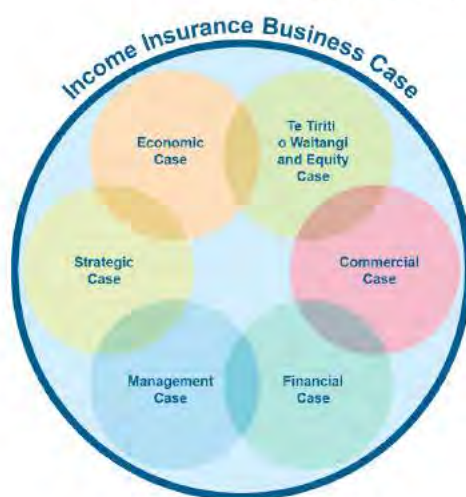 Income Insurance Business Case
Economic
Case
Te Tiriti
o Waitangi
and Equity
Case
Strategic
Case
Commercial
Case
Management
Case
Financial
Case